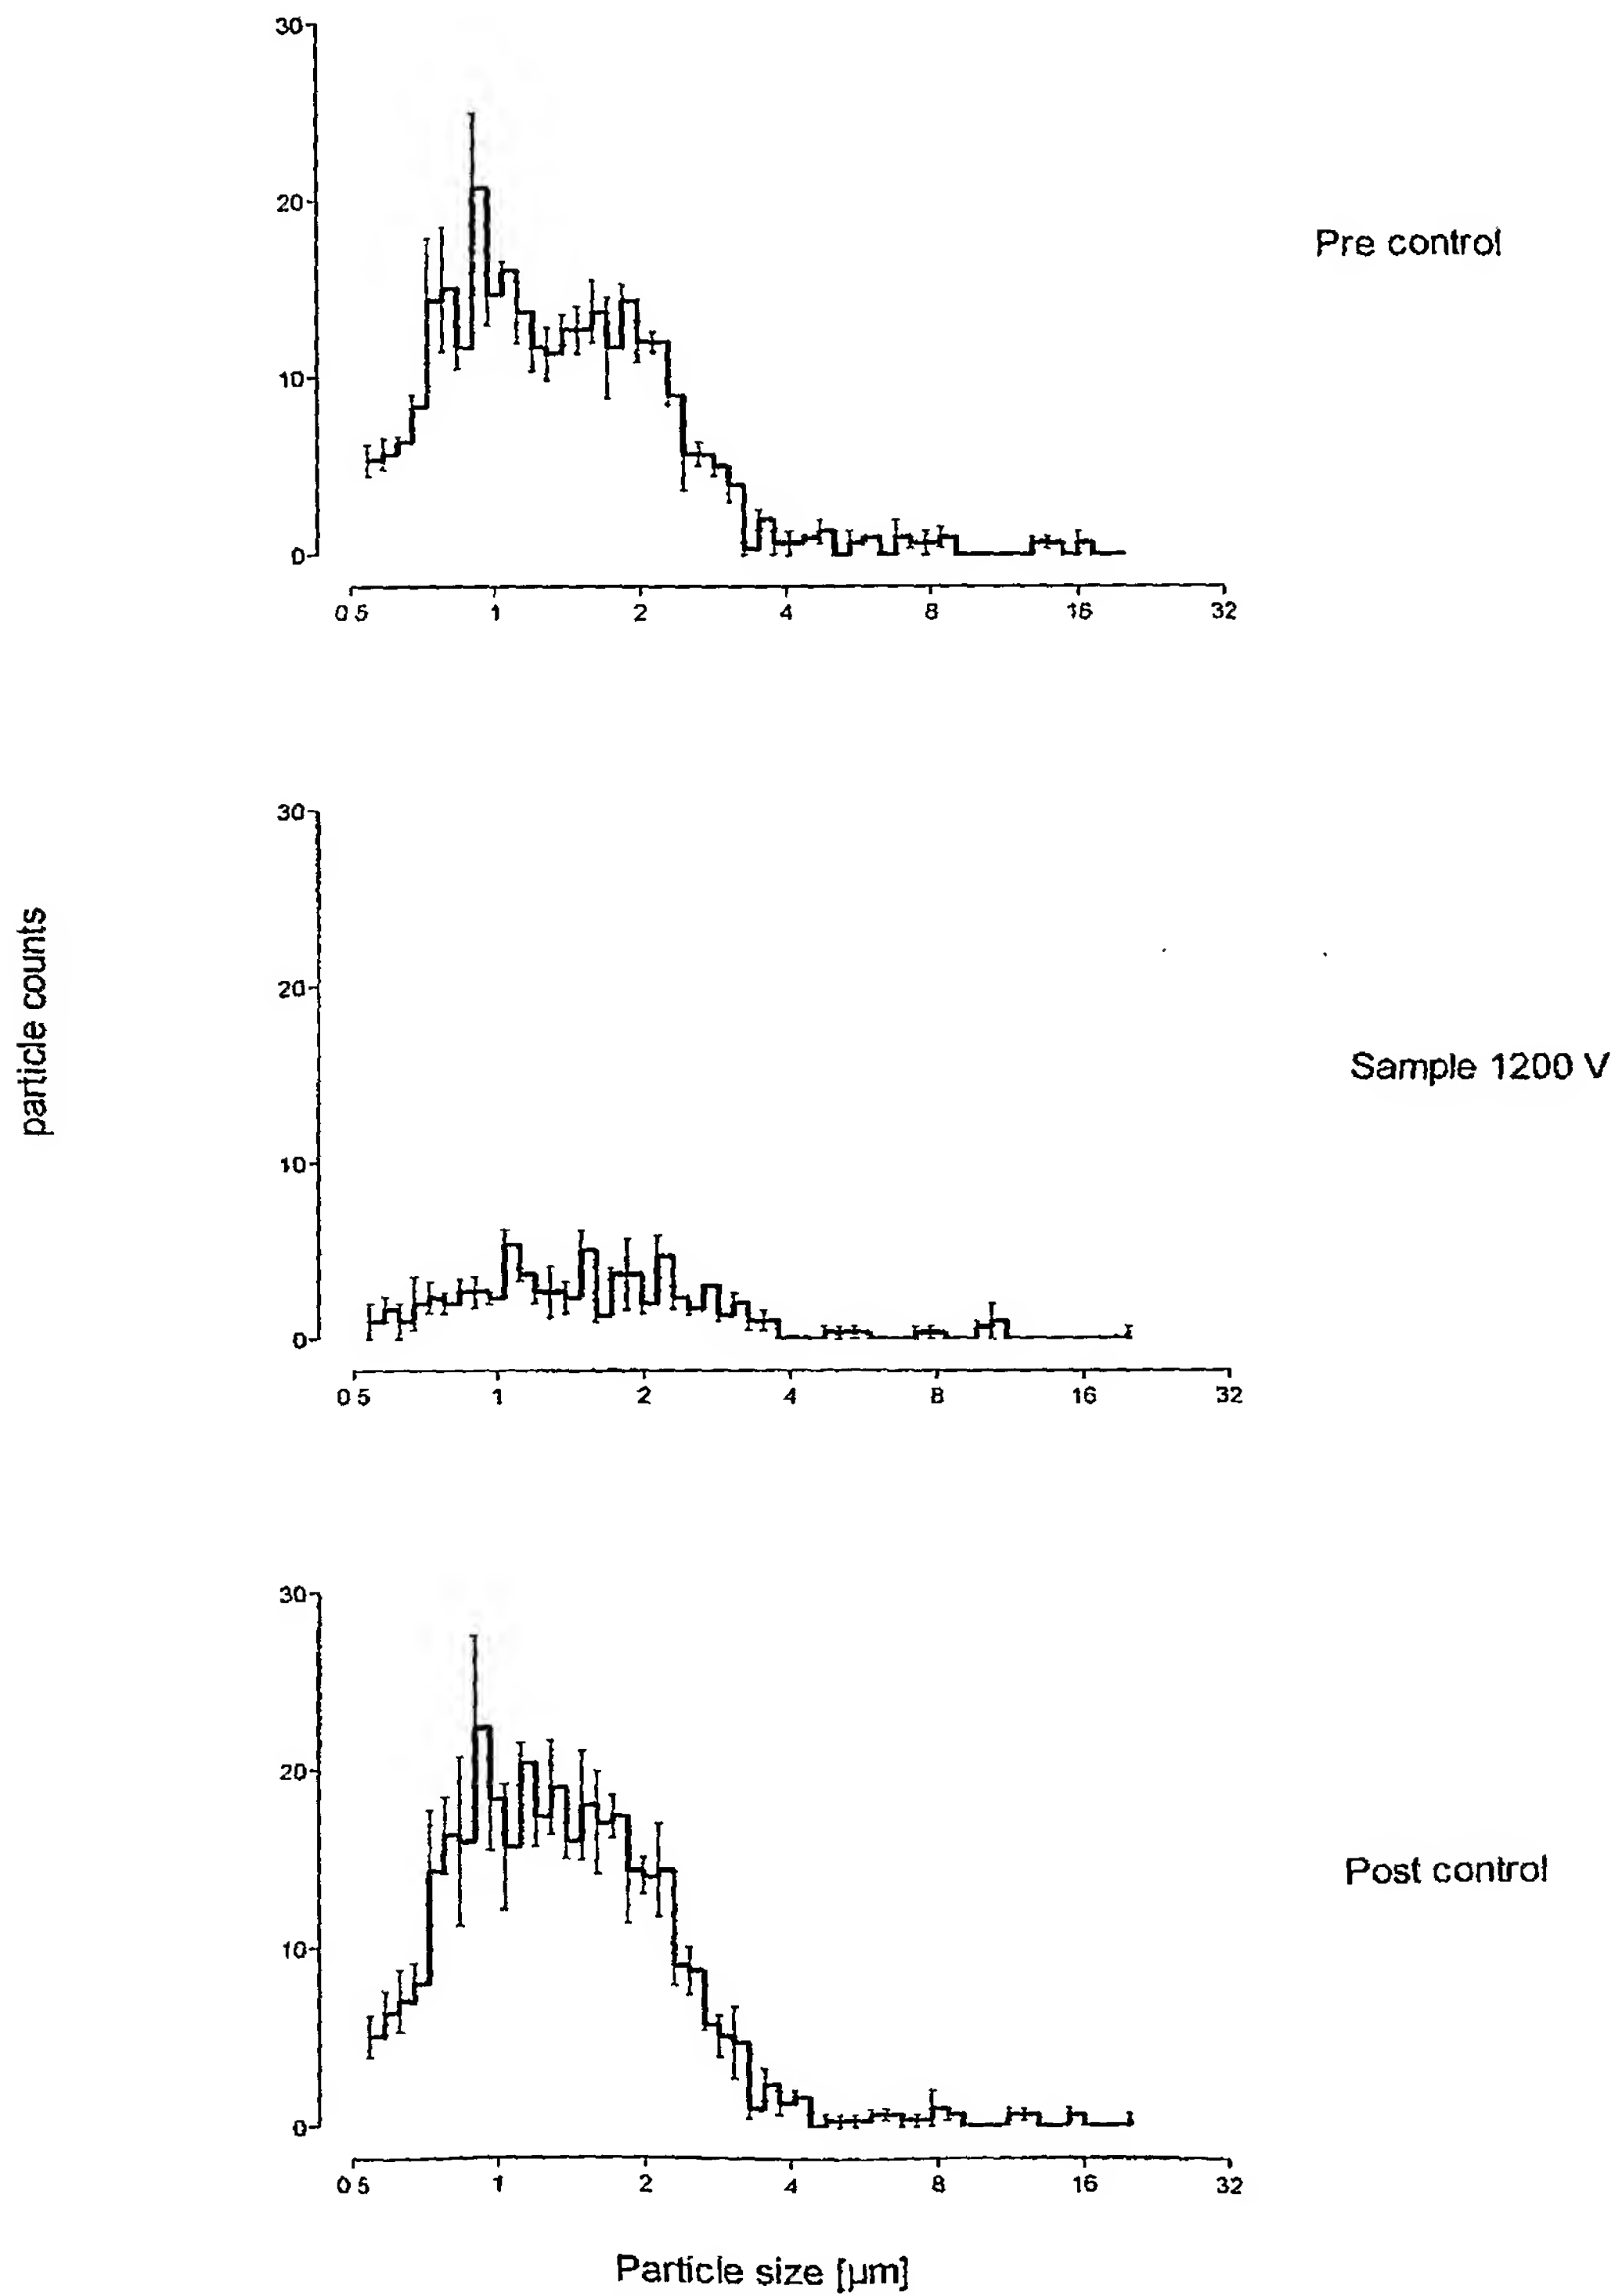 30
20
10
0
Pre control
0 5 1 2 4 8 16 32
particle counts
30
20
10
0
Sample 1200 V
0 5 1 2 4 8 16 32
30
20
10
0
Post control
0 5 1 2 4 8 16 32
Particle size [µm]